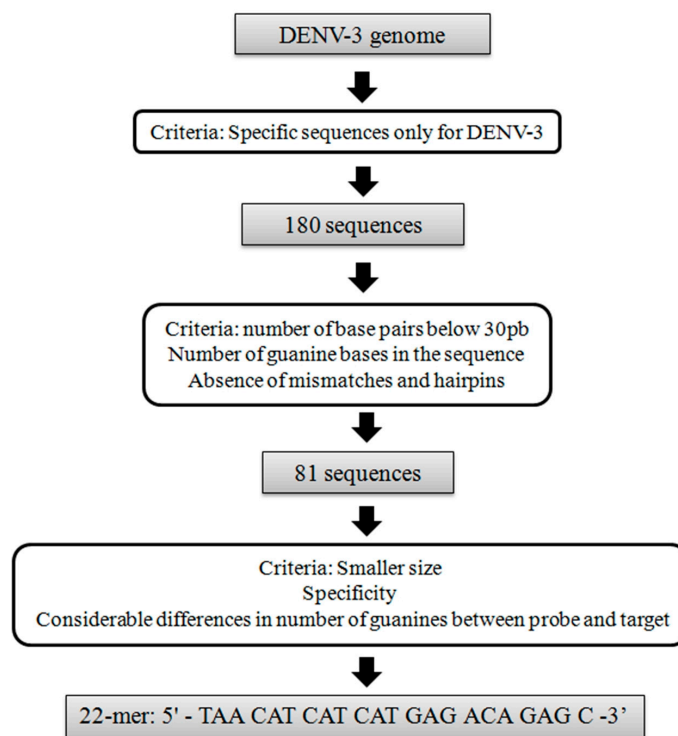 DENV-3 genome
Criteria: Specific sequences only for DENV-3
180 sequences
Criteria: number of base pairs below 30pb
Number of guanine bases in the sequence
Absence of mismatches and hairpins
81 sequences
Criteria: Smaller size
Specificity
Considerable differences in number of guanines between probe and target
22-mer: 5' - TAA CAT CAT CAT GAG ACA GAG C -3’